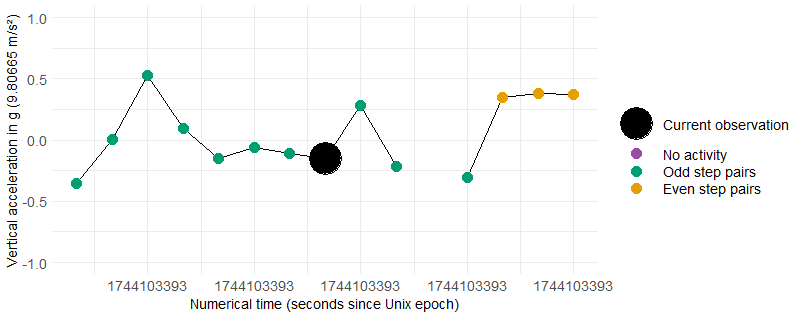 Vertical acceleration in g (9.80665 m/s²)
1.0
0.5
0.0
-0.5
-1.0
1744103393 1744103393 1744103393 1744103393 1744103393
Numerical time (seconds since Unix epoch)
Current observation
No activity
Odd step pairs
Even step pairs